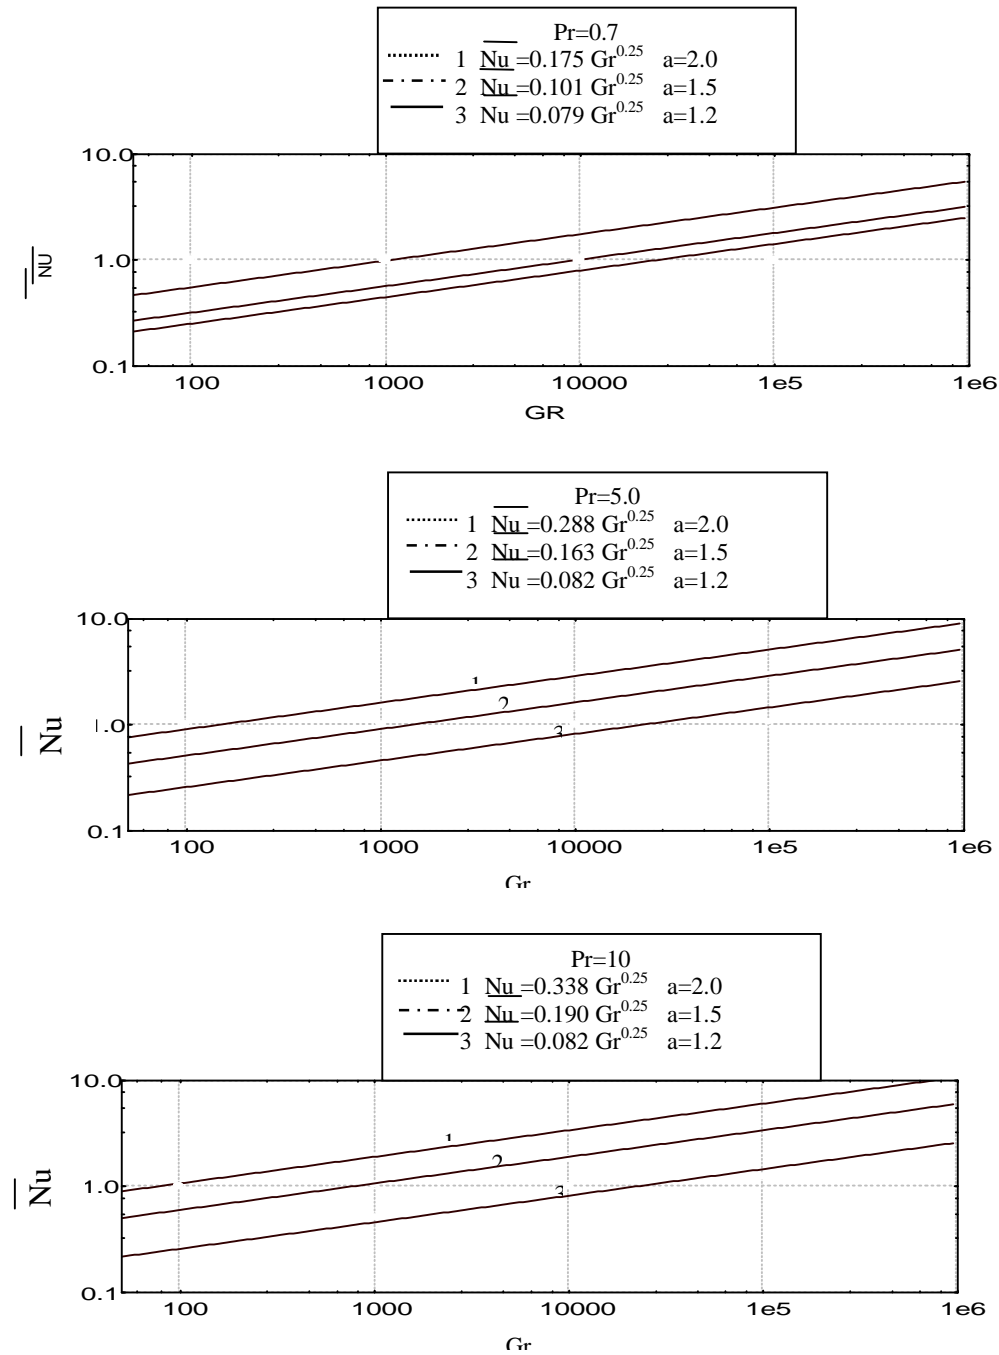 Pr=0.7
1 Nu =0.175 Gr^0.25 a=2.0
2 Nu =0.101 Gr^0.25 a=1.5
3 Nu =0.079 Gr^0.25 a=1.2
10.0
1.0
0.1
NU
100 1000 10000 1e5 1e6
GR
Pr=5.0
1 Nu =0.288 Gr^0.25 a=2.0
2 Nu =0.163 Gr^0.25 a=1.5
3 Nu =0.082 Gr^0.25 a=1.2
10.0
1.0
0.1
Nu
1
2
3
100 1000 10000 1e5 1e6
Gr
Pr=10
1 Nu =0.338 Gr^0.25 a=2.0
2 Nu =0.190 Gr^0.25 a=1.5
3 Nu =0.082 Gr^0.25 a=1.2
10.0
1.0
0.1
Nu
1
2
3
100 1000 10000 1e5 1e6
Gr